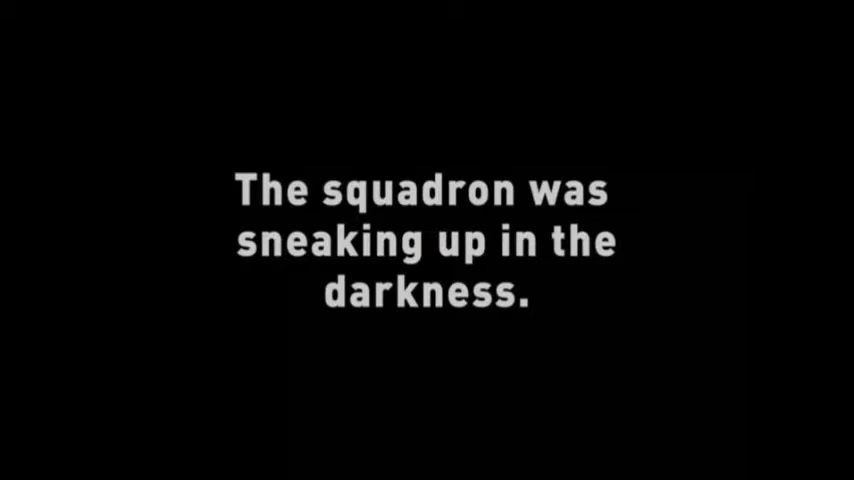 The squadron was
sneaking up in the
darkness.